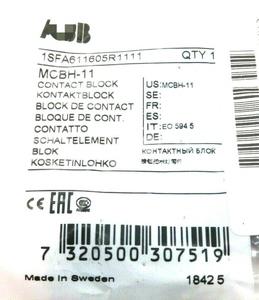 ABB
1SFA611605R1111 QTY 1
MCBH-11
CONTACT BLOCK
KONTAKTBLOCK
BLOCK DE CONTACT
BLOQUE DE CONT.
CONTATTO
SCHALTELEMENT
BLOK
KOSKETINLOHKO
US: MCBH-11
SE:
FR:
ES:
IT: EO 594 5
DE:
КОНТАКТНЫЙ БЛОК
CE EAC
7 320500 307519
Made in Sweden 1842 5